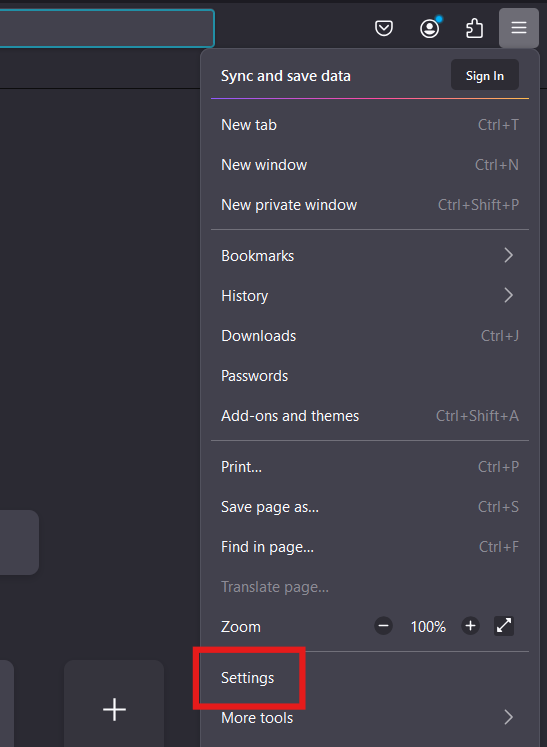 Sync and save data Sign In
New tab Ctrl+T
New window Ctrl+N
New private window Ctrl+Shift+P
Bookmarks
History
Downloads Ctrl+J
Passwords
Add-ons and themes Ctrl+Shift+A
Print... Ctrl+P
Save page as... Ctrl+S
Find in page... Ctrl+F
Translate page...
Zoom 100%
Settings
More tools